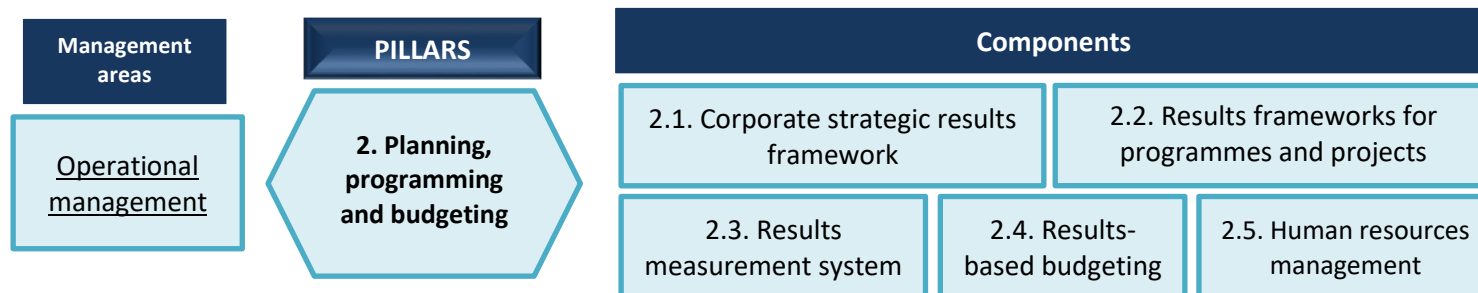 Management
areas
PILLARS
Components
Operational
management
2. Planning,
programming
and budgeting
2.1. Corporate strategic results
framework
2.2. Results frameworks for
programmes and projects
2.3. Results
measurement system
2.4. Results-
based budgeting
2.5. Human resources
management